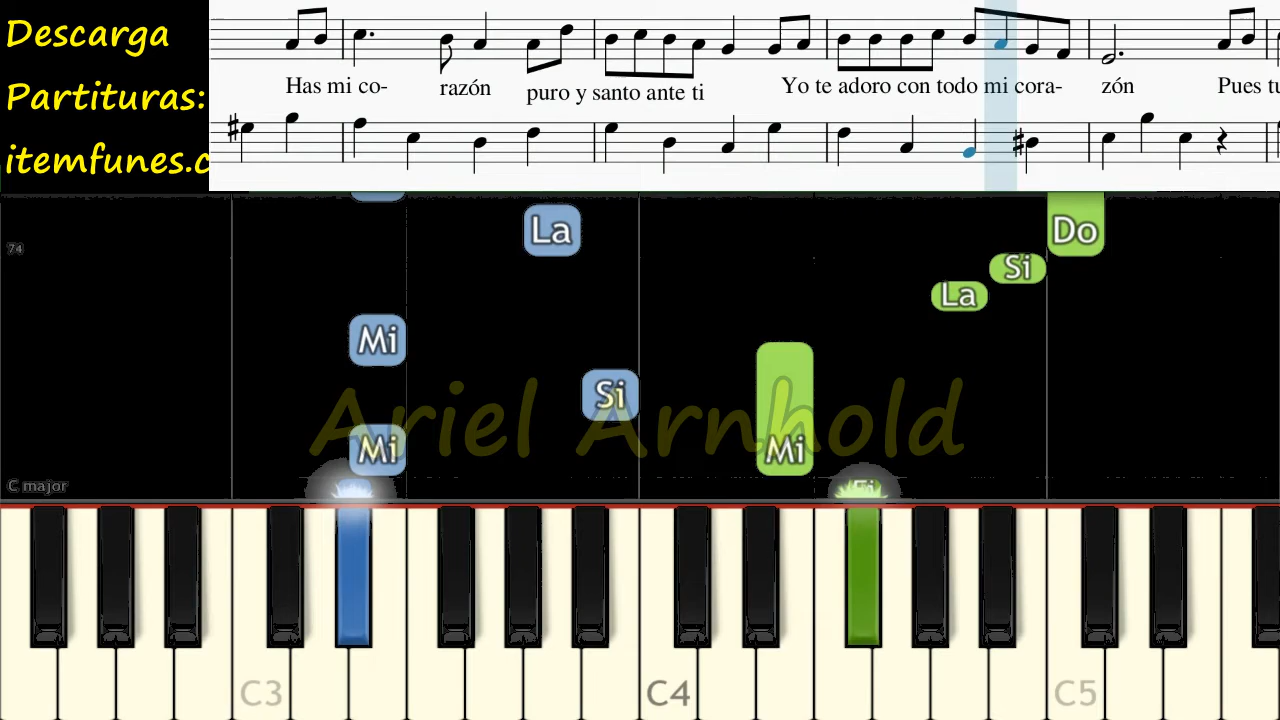 Descarga
Partituras:
itemfunes.c
Has mi co- razón puro y santo ante ti Yo te adoro con todo mi cora- zón Pues tu
74
La
Do
Si
La
Mi
Si
Mi
Mi
Ariel Arnhold
C major
C3 C4 C5